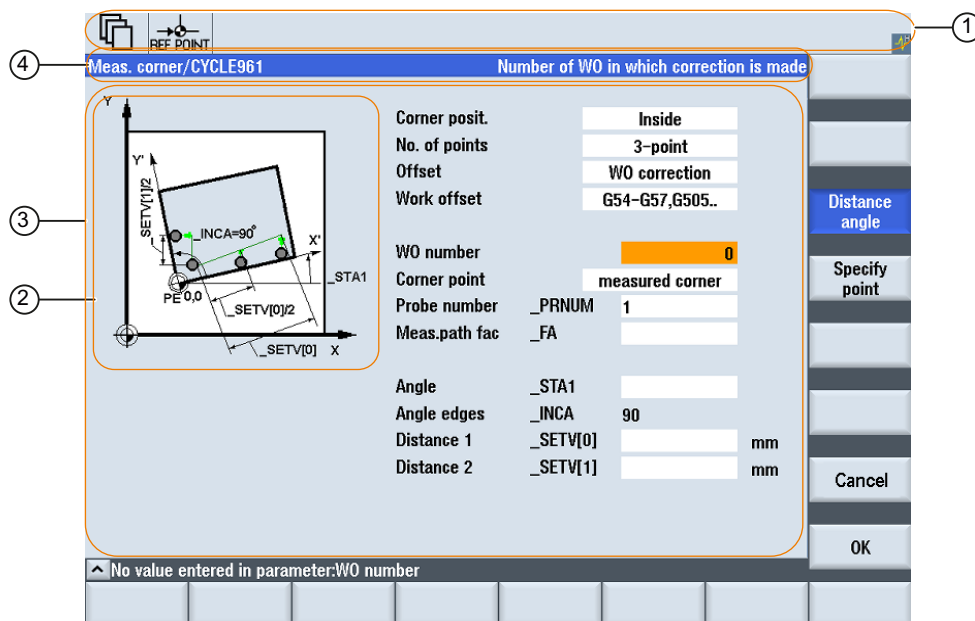 REF POINT
1
4
Meas. corner/CYCLE961 Number of WO in which correction is made
Y
Y'
_SETV[1]/2
_INCA=90°
X'
_STA1
PE 0,0
_SETV[0]/2
_SETV[0]
X
3
2
Corner posit. Inside
No. of points 3-point
Offset WO correction
Work offset G54-G57,G505..
WO number 0
Corner point measured corner
Probe number _PRNUM 1
Meas.path fac _FA
Angle _STA1
Angle edges _INCA 90
Distance 1 _SETV[0] mm
Distance 2 _SETV[1] mm
Distance
angle
Specify
point
Cancel
OK
No value entered in parameter:WO number